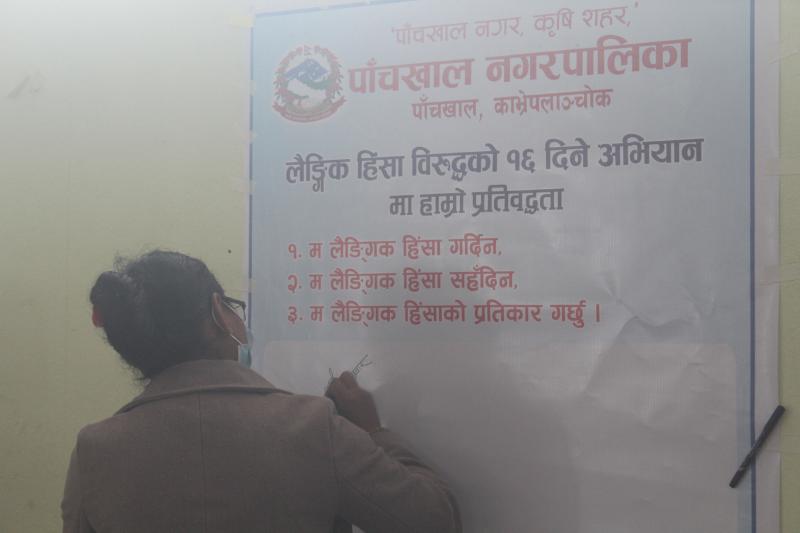 'पाँचखाल नगर, कृषि शहर,'
पाँचखाल नगरपालिका
पाँचखाल, काभ्रेपलाञ्चोक
लैङ्गिक हिंसा विरुद्धको १६ दिने अभियान
मा हाम्रो प्रतिवद्धता
१. म लैङ्गिक हिंसा गर्दिन,
२. म लैङ्गिक हिंसा सहँदिन,
३. म लैङ्गिक हिंसाको प्रतिकार गर्छु ।